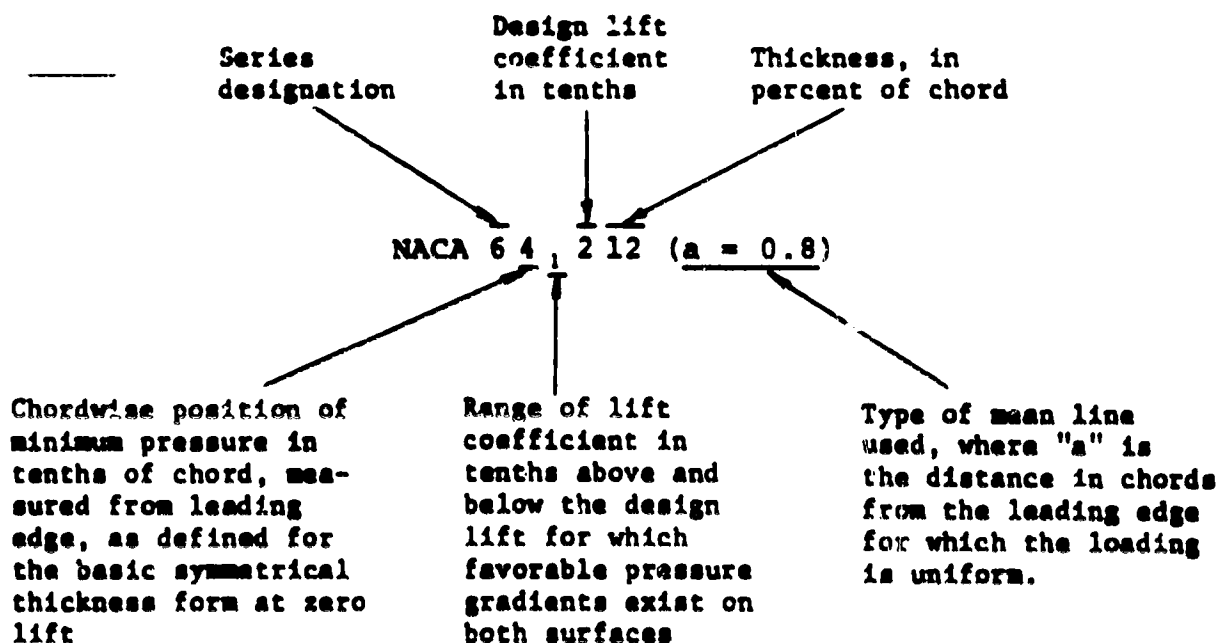 Series
designation
Design lift
coefficient
in tenths
Thickness, in
percent of chord
NACA 6 4 1 2 12 (a = 0.8)
Chordwise position of
minimum pressure in
tenths of chord, mea-
sured from leading
edge, as defined for
the basic symmetrical
thickness form at zero
lift
Range of lift
coefficient in
tenths above and
below the design
lift for which
favorable pressure
gradients exist on
both surfaces
Type of mean line
used, where "a" is
the distance in chords
from the leading edge
for which the loading
is uniform.